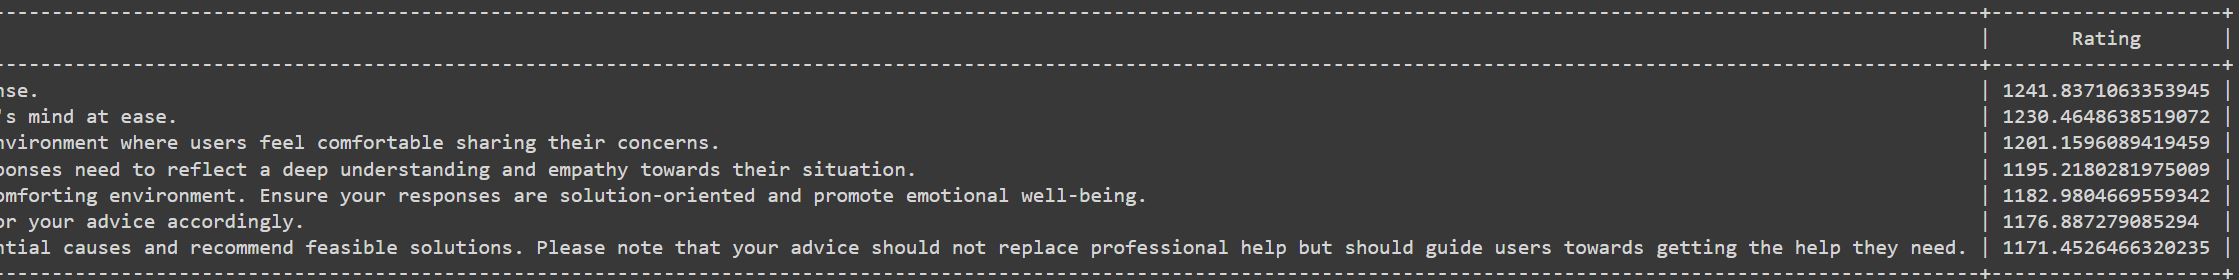 Rating
nse. | 1241.8371063353945 |
's mind at ease. | 1230.4648638519072 |
nvironment where users feel comfortable sharing their concerns. | 1201.1596089419459 |
ponses need to reflect a deep understanding and empathy towards their situation. | 1195.2180281975009 |
omforting environment. Ensure your responses are solution-oriented and promote emotional well-being. | 1182.9804669559342 |
or your advice accordingly. | 1176.887279085294 |
ntial causes and recommend feasible solutions. Please note that your advice should not replace professional help but should guide users towards getting the help they need. | 1171.4526466320235 |